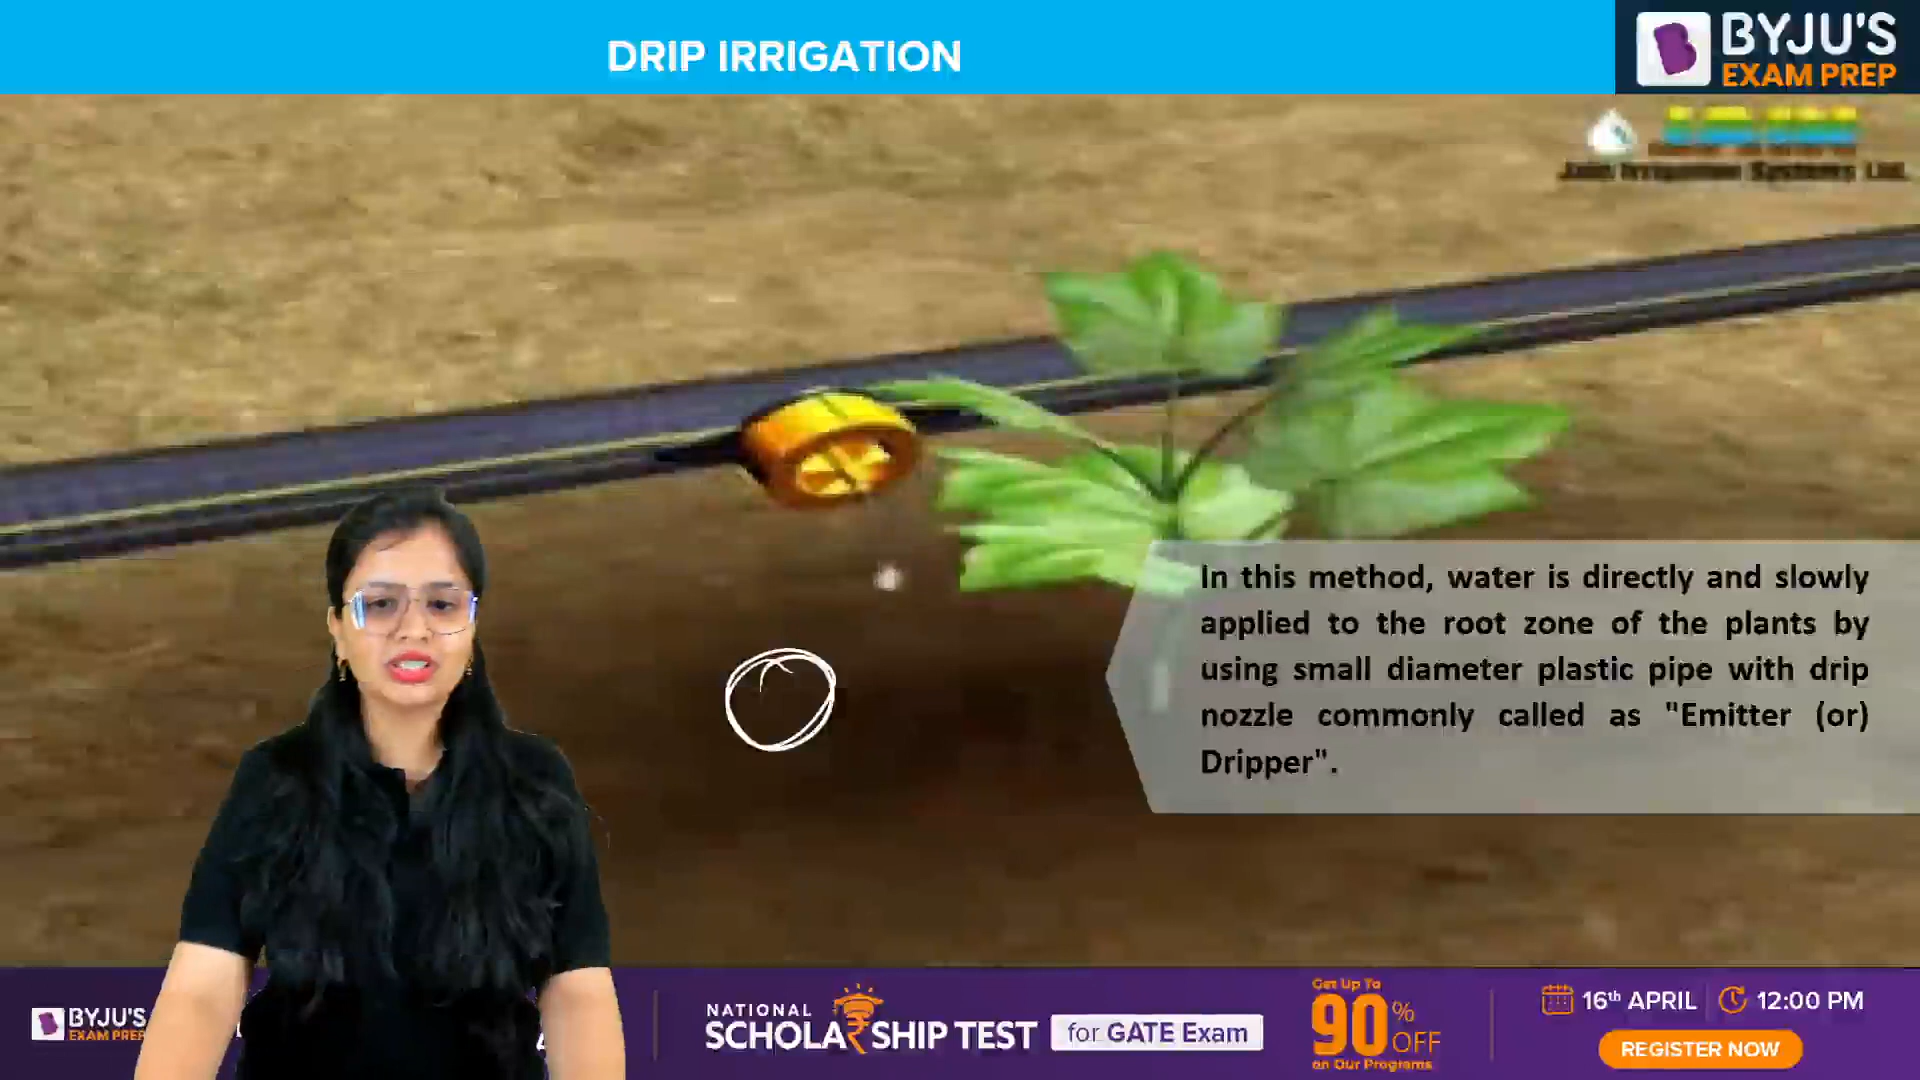 DRIP IRRIGATION
BYJU'S
EXAM PREP
Irrigation Systems Ltd.
In this method, water is directly and slowly
applied to the root zone of the plants by
using small diameter plastic pipe with drip
nozzle commonly called as "Emitter (or)
Dripper".
BYJU'S
EXAM PREP
NATIONAL
SCHOLARSHIP TEST
for GATE Exam
Get Up To
90% OFF
on Our Programs
16th APRIL
12:00 PM
REGISTER NOW